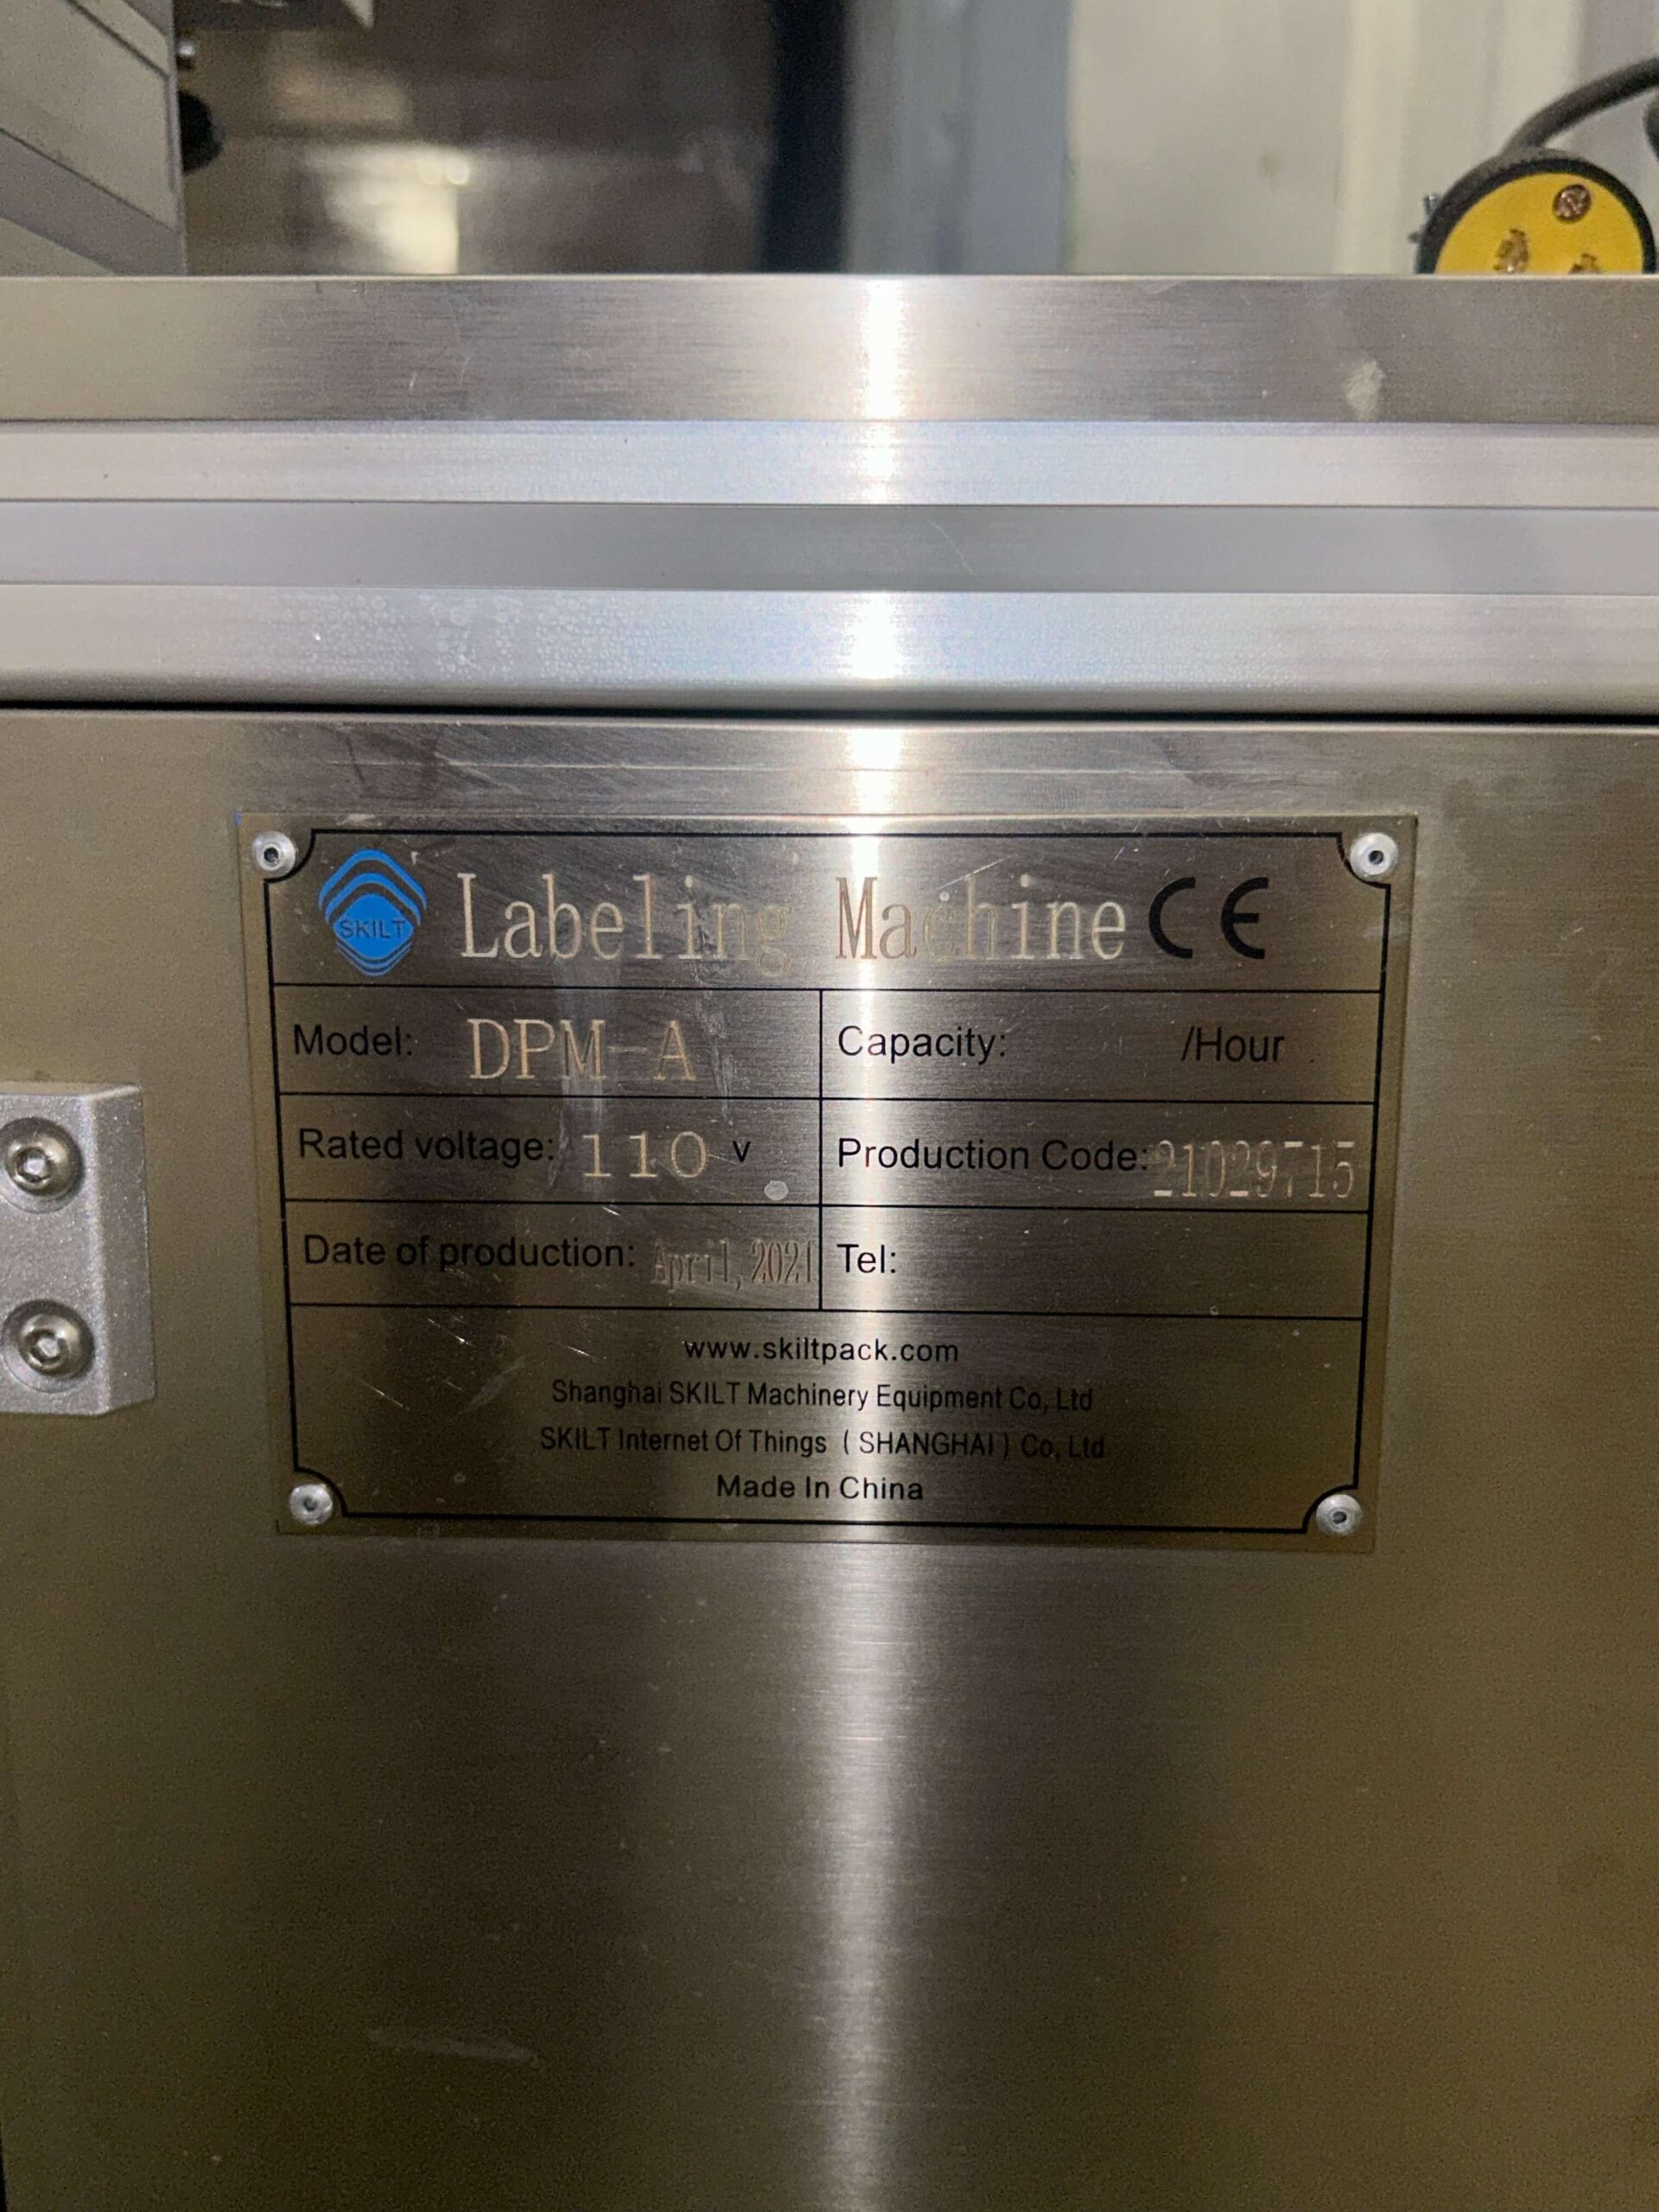 SKILT Labeling Machine CE
Model: DPM-A Capacity: /Hour
Rated voltage: 110 v Production Code: 21029715
Date of production: April, 2021 Tel:
www.skiltpack.com
Shanghai SKILT Machinery Equipment Co, Ltd
SKILT Internet Of Things ( SHANGHAI ) Co, Ltd
Made In China